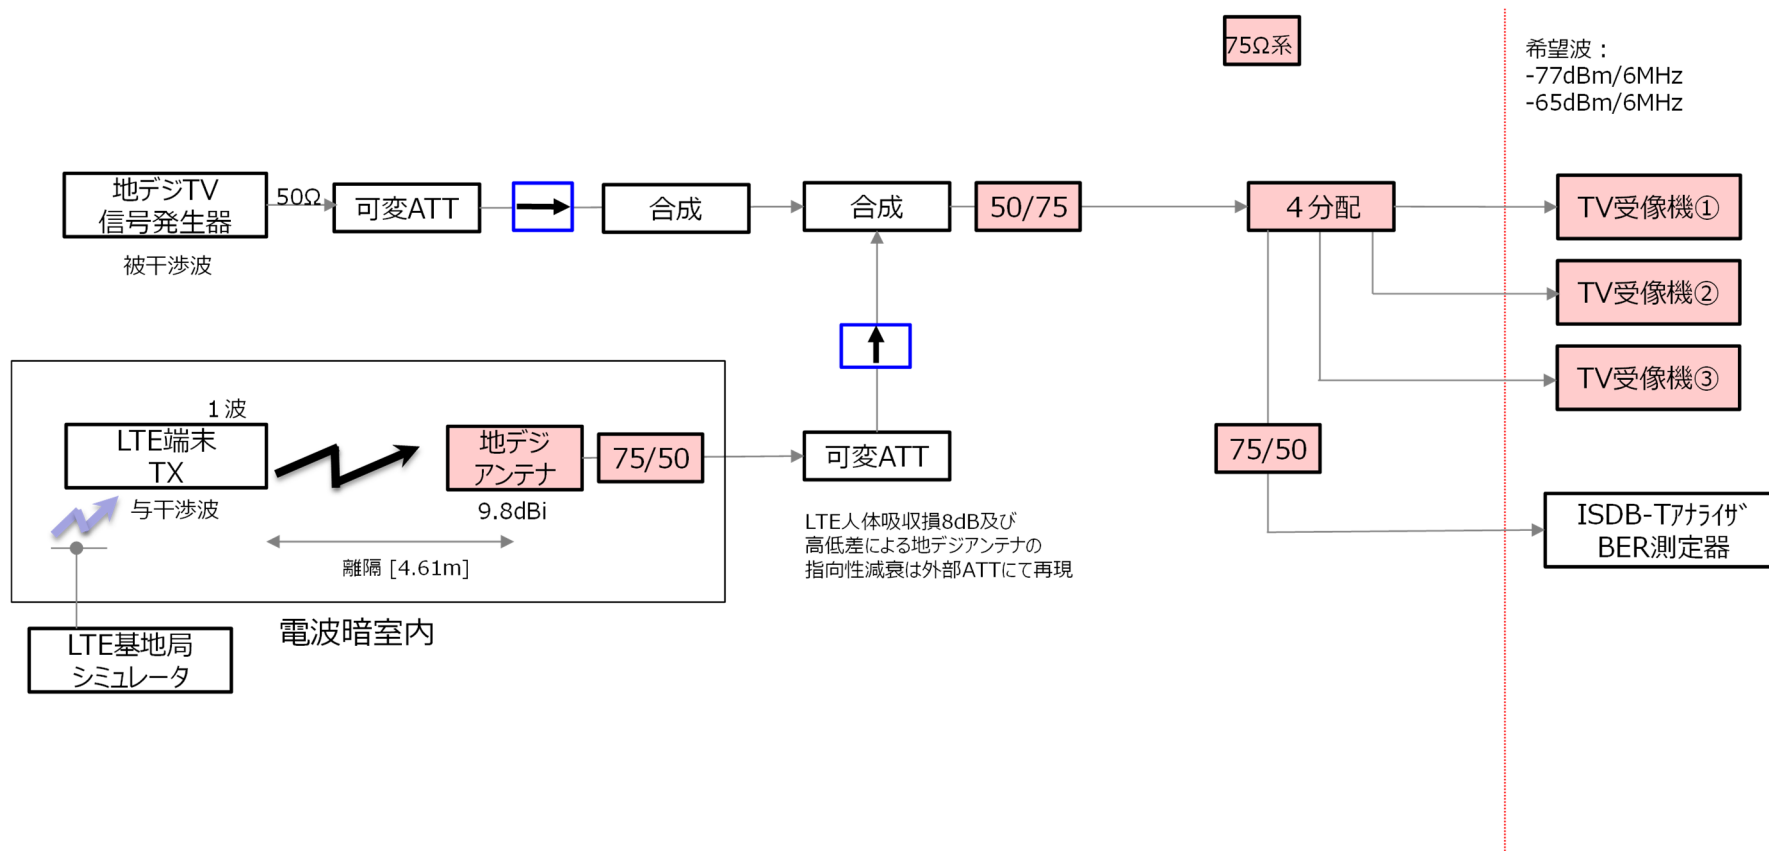 75Ω系
希望波：
-77dBm/6MHz
-65dBm/6MHz
地デジTV
信号発生器
50Ω
可変ATT
合成
合成
50/75
４分配
TV受像機①
被干渉波
TV受像機②
TV受像機③
１波
LTE端末
TX
与干渉波
地デジ
アンテナ
9.8dBi
75/50
可変ATT
75/50
離隔 [4.61m]
LTE人体吸収損8dB及び
高低差による地デジアンテナの
指向性減衰は外部ATTにて再現
ISDB-Tｱﾅﾗｲｻﾞ
BER測定器
電波暗室内
LTE基地局
シミュレータ